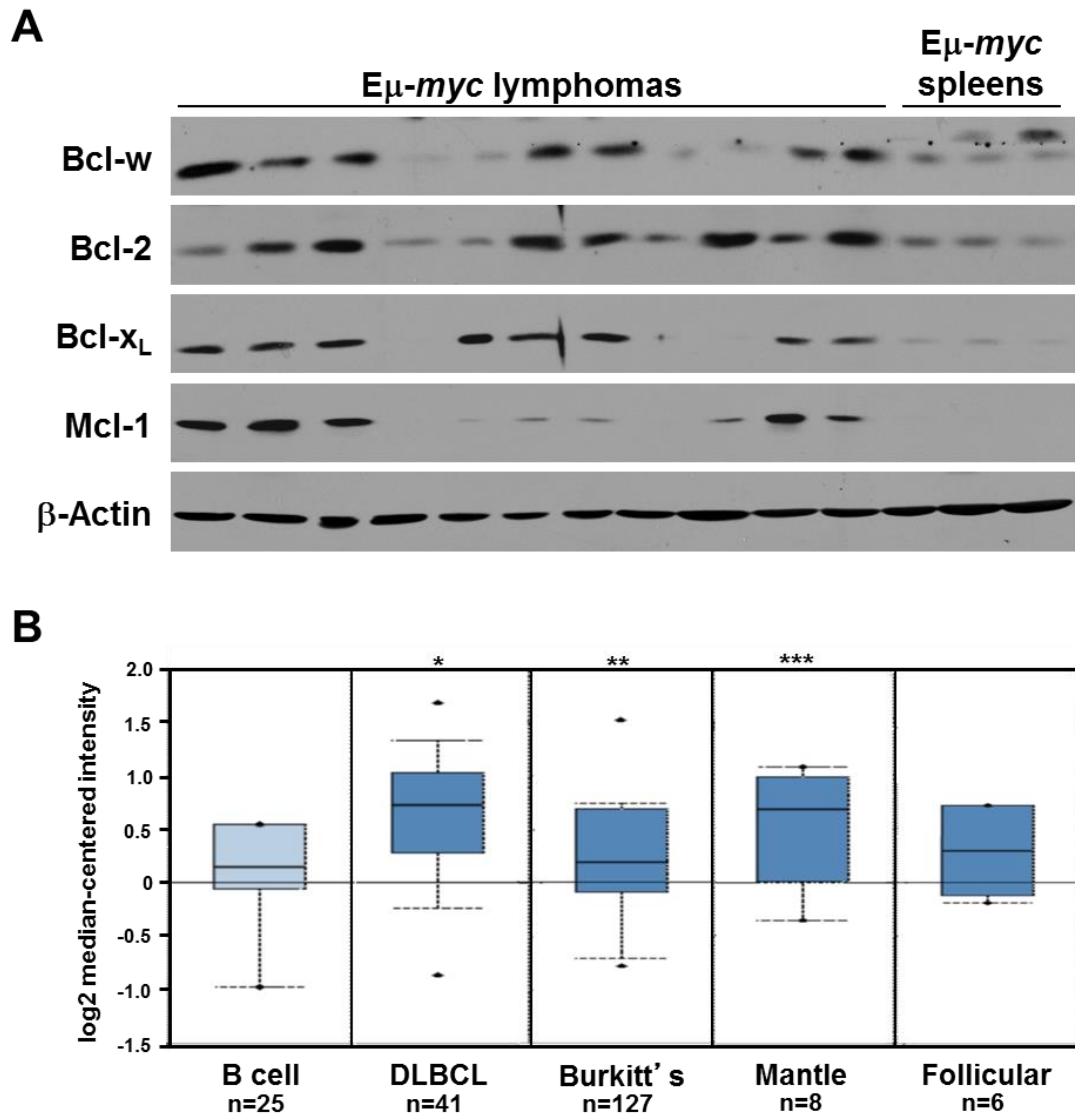 A
Eμ-myc lymphomas
Eμ-myc
spleens
Bcl-w
Bcl-2
Bcl-xL
Mcl-1
β-Actin
B
log2 median-centered intensity
2.0
1.5
1.0
0.5
0
-0.5
-1.0
-1.5
*
**
***
B cell
n=25
DLBCL
n=41
Burkitt’ s
n=127
Mantle
n=8
Follicular
n=6